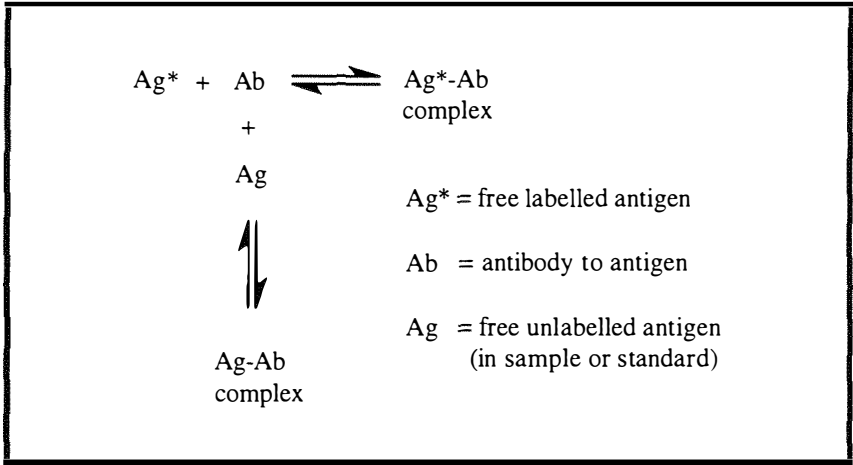 Ag* + Ab Ag*-Ab
complex
+
Ag
Ag* = free labelled antigen
Ab = antibody to antigen
Ag = free unlabelled antigen
(in sample or standard)
Ag-Ab
complex